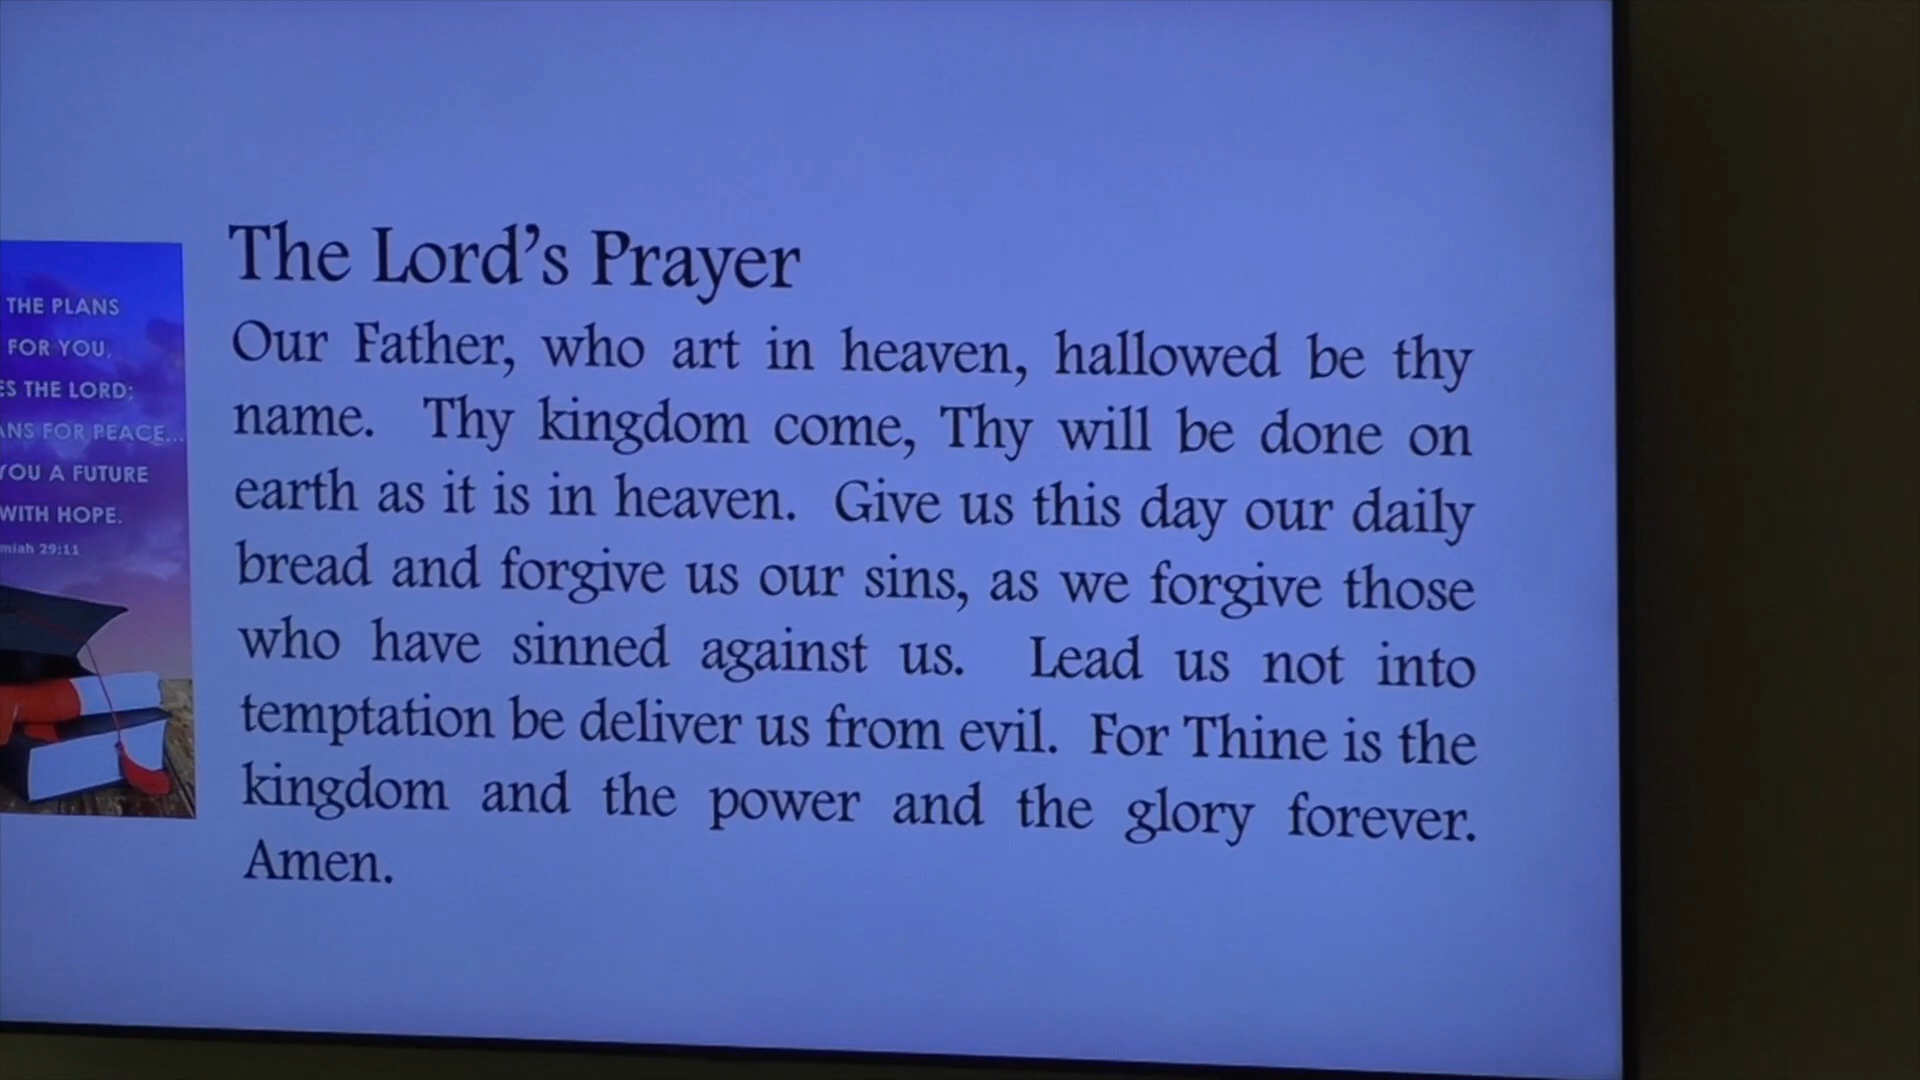 THE PLANS
FOR YOU,
THE LORD;
FOR PEACE...
A FUTURE
WITH HOPE.
29:11
The Lord's Prayer
Our Father, who art in heaven, hallowed be thy
name. Thy kingdom come, Thy will be done on
earth as it is in heaven. Give us this day our daily
bread and forgive us our sins, as we forgive those
who have sinned against us. Lead us not into
temptation be deliver us from evil. For Thine is the
kingdom and the power and the glory forever.
Amen.